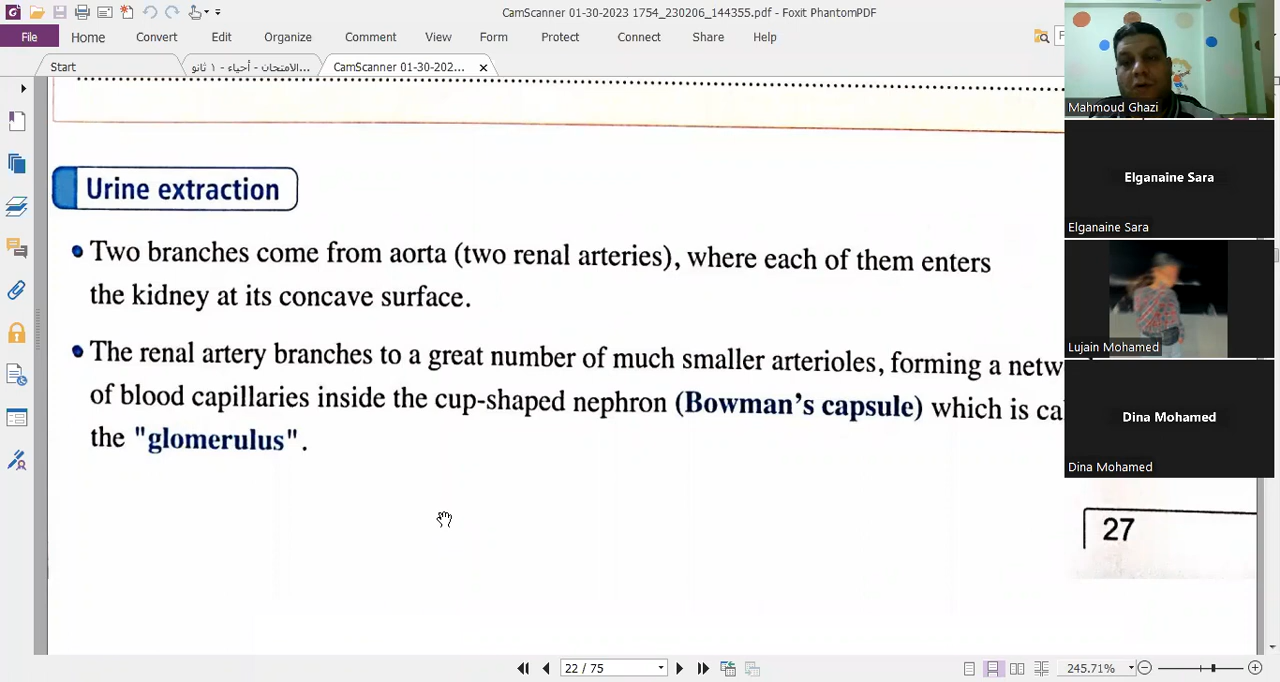 CamScanner 01-30-2023 1754_230206_144355.pdf - Foxit PhantomPDF
File Home Convert Edit Organize Comment View Form Protect Connect Share Help
Start
الامتحان - أحياء - ١ ثانو...
CamScanner 01-30-202...
Urine extraction
Two branches come from aorta (two renal arteries), where each of them enters
the kidney at its concave surface.
The renal artery branches to a great number of much smaller arterioles, forming a netw
of blood capillaries inside the cup-shaped nephron (Bowman's capsule) which is ca
the "glomerulus".
27
Mahmoud Ghazi
Elganaine Sara
Elganaine Sara
Lujain Mohamed
Dina Mohamed
Dina Mohamed
22 / 75
245.71%